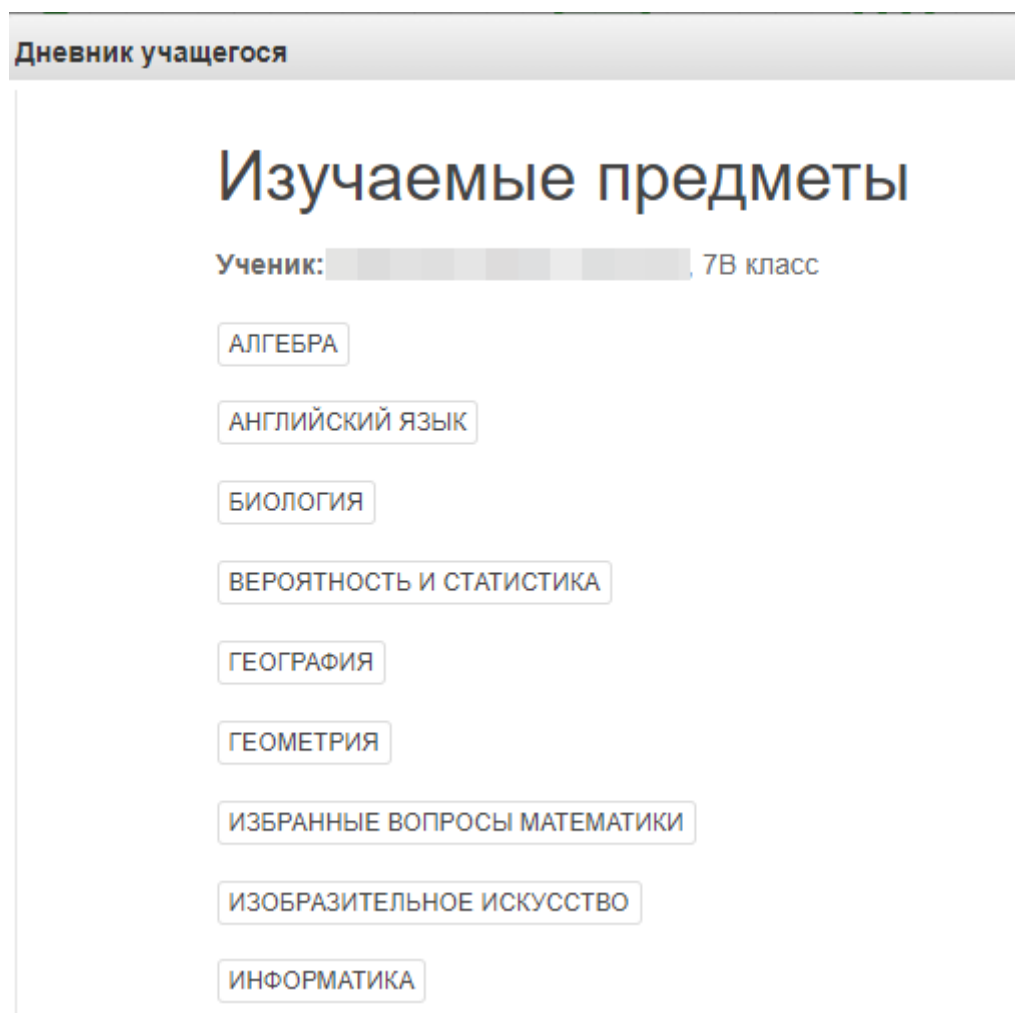 Дневник учащегося
Изучаемые предметы
Ученик: , 7В класс
АЛГЕБРА
АНГЛИЙСКИЙ ЯЗЫК
БИОЛОГИЯ
ВЕРОЯТНОСТЬ И СТАТИСТИКА
ГЕОГРАФИЯ
ГЕОМЕТРИЯ
ИЗБРАННЫЕ ВОПРОСЫ МАТЕМАТИКИ
ИЗОБРАЗИТЕЛЬНОЕ ИСКУССТВО
ИНФОРМАТИКА